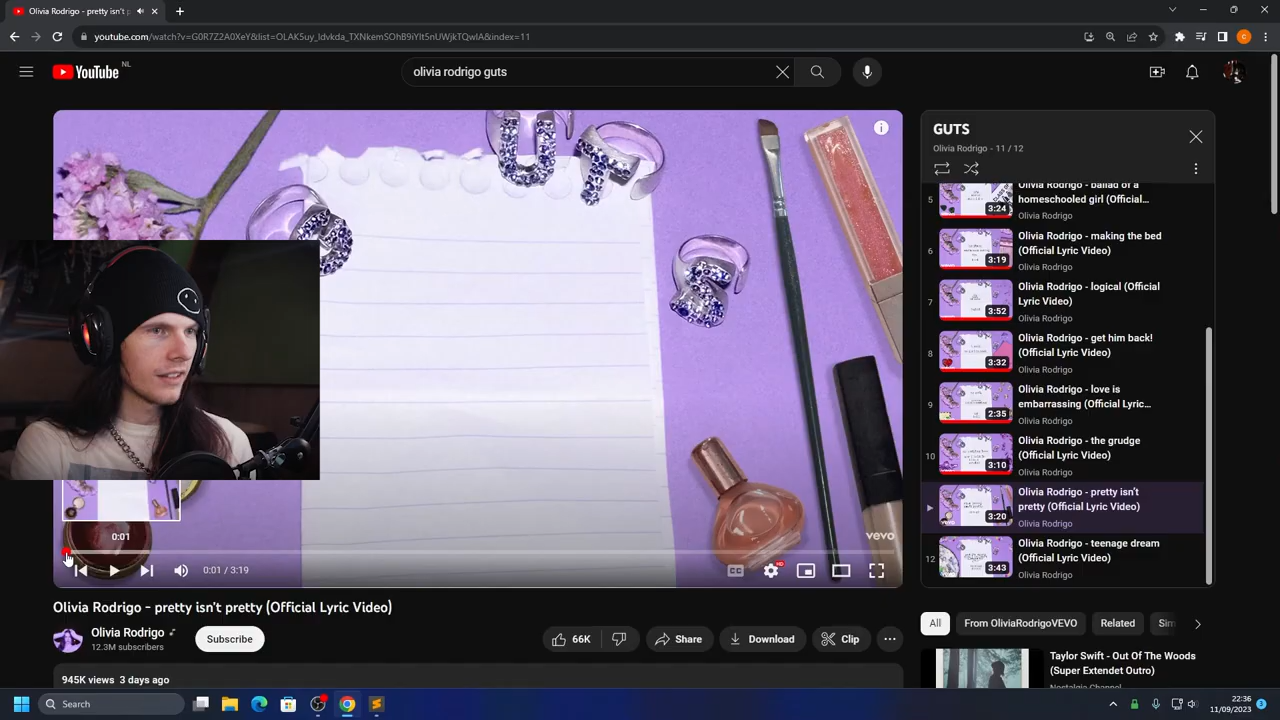 Olivia Rodrigo - pretty isn't p
youtube.com/watch?v=G0R7Z2A0XeY&list=OLAK5uy_ldvkda_TXNkemSOhB9iYlt5nUWjkTQwIA&index=11
YouTube NL
olivia rodrigo guts
GUTS
Olivia Rodrigo - 11 / 12
5
3:24
Olivia Rodrigo - ballad of a
homeschooled girl (Official...
Olivia Rodrigo
6
3:19
Olivia Rodrigo - making the bed
(Official Lyric Video)
Olivia Rodrigo
7
3:52
Olivia Rodrigo - logical (Official
Lyric Video)
Olivia Rodrigo
8
3:32
Olivia Rodrigo - get him back!
(Official Lyric Video)
Olivia Rodrigo
9
2:35
Olivia Rodrigo - love is
embarrassing (Official Lyric...
Olivia Rodrigo
10
3:10
Olivia Rodrigo - the grudge
(Official Lyric Video)
Olivia Rodrigo
3:20
Olivia Rodrigo - pretty isn't
pretty (Official Lyric Video)
Olivia Rodrigo
12
3:43
Olivia Rodrigo - teenage dream
(Official Lyric Video)
Olivia Rodrigo
U T S
vevo
0:01
0:01 / 3:19
CC
HD
Olivia Rodrigo - pretty isn't pretty (Official Lyric Video)
Olivia Rodrigo
12.3M subscribers
Subscribe
66K
Share
Download
Clip
945K views 3 days ago
All
From OliviaRodrigoVEVO
Related
Sim
Taylor Swift - Out Of The Woods
(Super Extendet Outro)
Nostalgia Channel
Search
22:36
11/09/2023
3